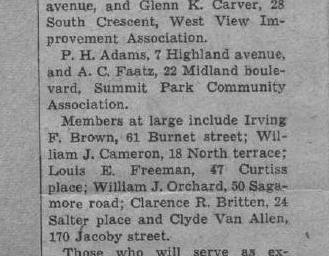 avenue, and Glenn K. Carver, 28
South Crescent, West View Im-
provement Association.
P. H. Adams, 7 Highland avenue,
and A. C. Faatz, 22 Midland boule-
vard, Summit Park Community
Association.
Members at large include Irving
F. Brown, 61 Burnet street; Wil-
liam J. Cameron, 18 North terrace;
Louis E. Freeman, 47 Curtiss
place; William J. Orchard, 50 Saga-
more road; Clarence R. Britten, 24
Salter place and Clyde Van Allen,
170 Jacoby street.
Those who will serve as ex-